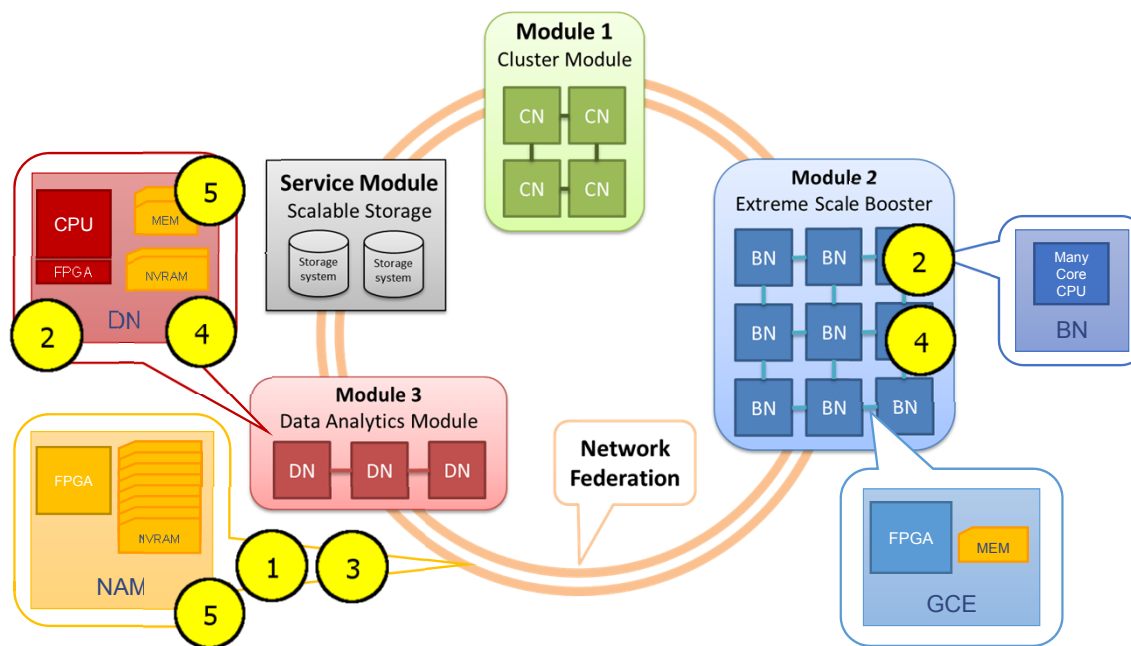 Module 1
Cluster Module
CN CN
CN CN
Service Module
Scalable Storage
Storage system
Storage system
Module 2
Extreme Scale Booster
BN BN
BN BN
BN BN BN
2
4
Many
Core
CPU
BN
CPU
FPGA
MEM
NVRAM
DN
5
2
4
Module 3
Data Analytics Module
DN DN DN
Network
Federation
FPGA
NVRAM
NAM
1
3
5
FPGA
MEM
GCE